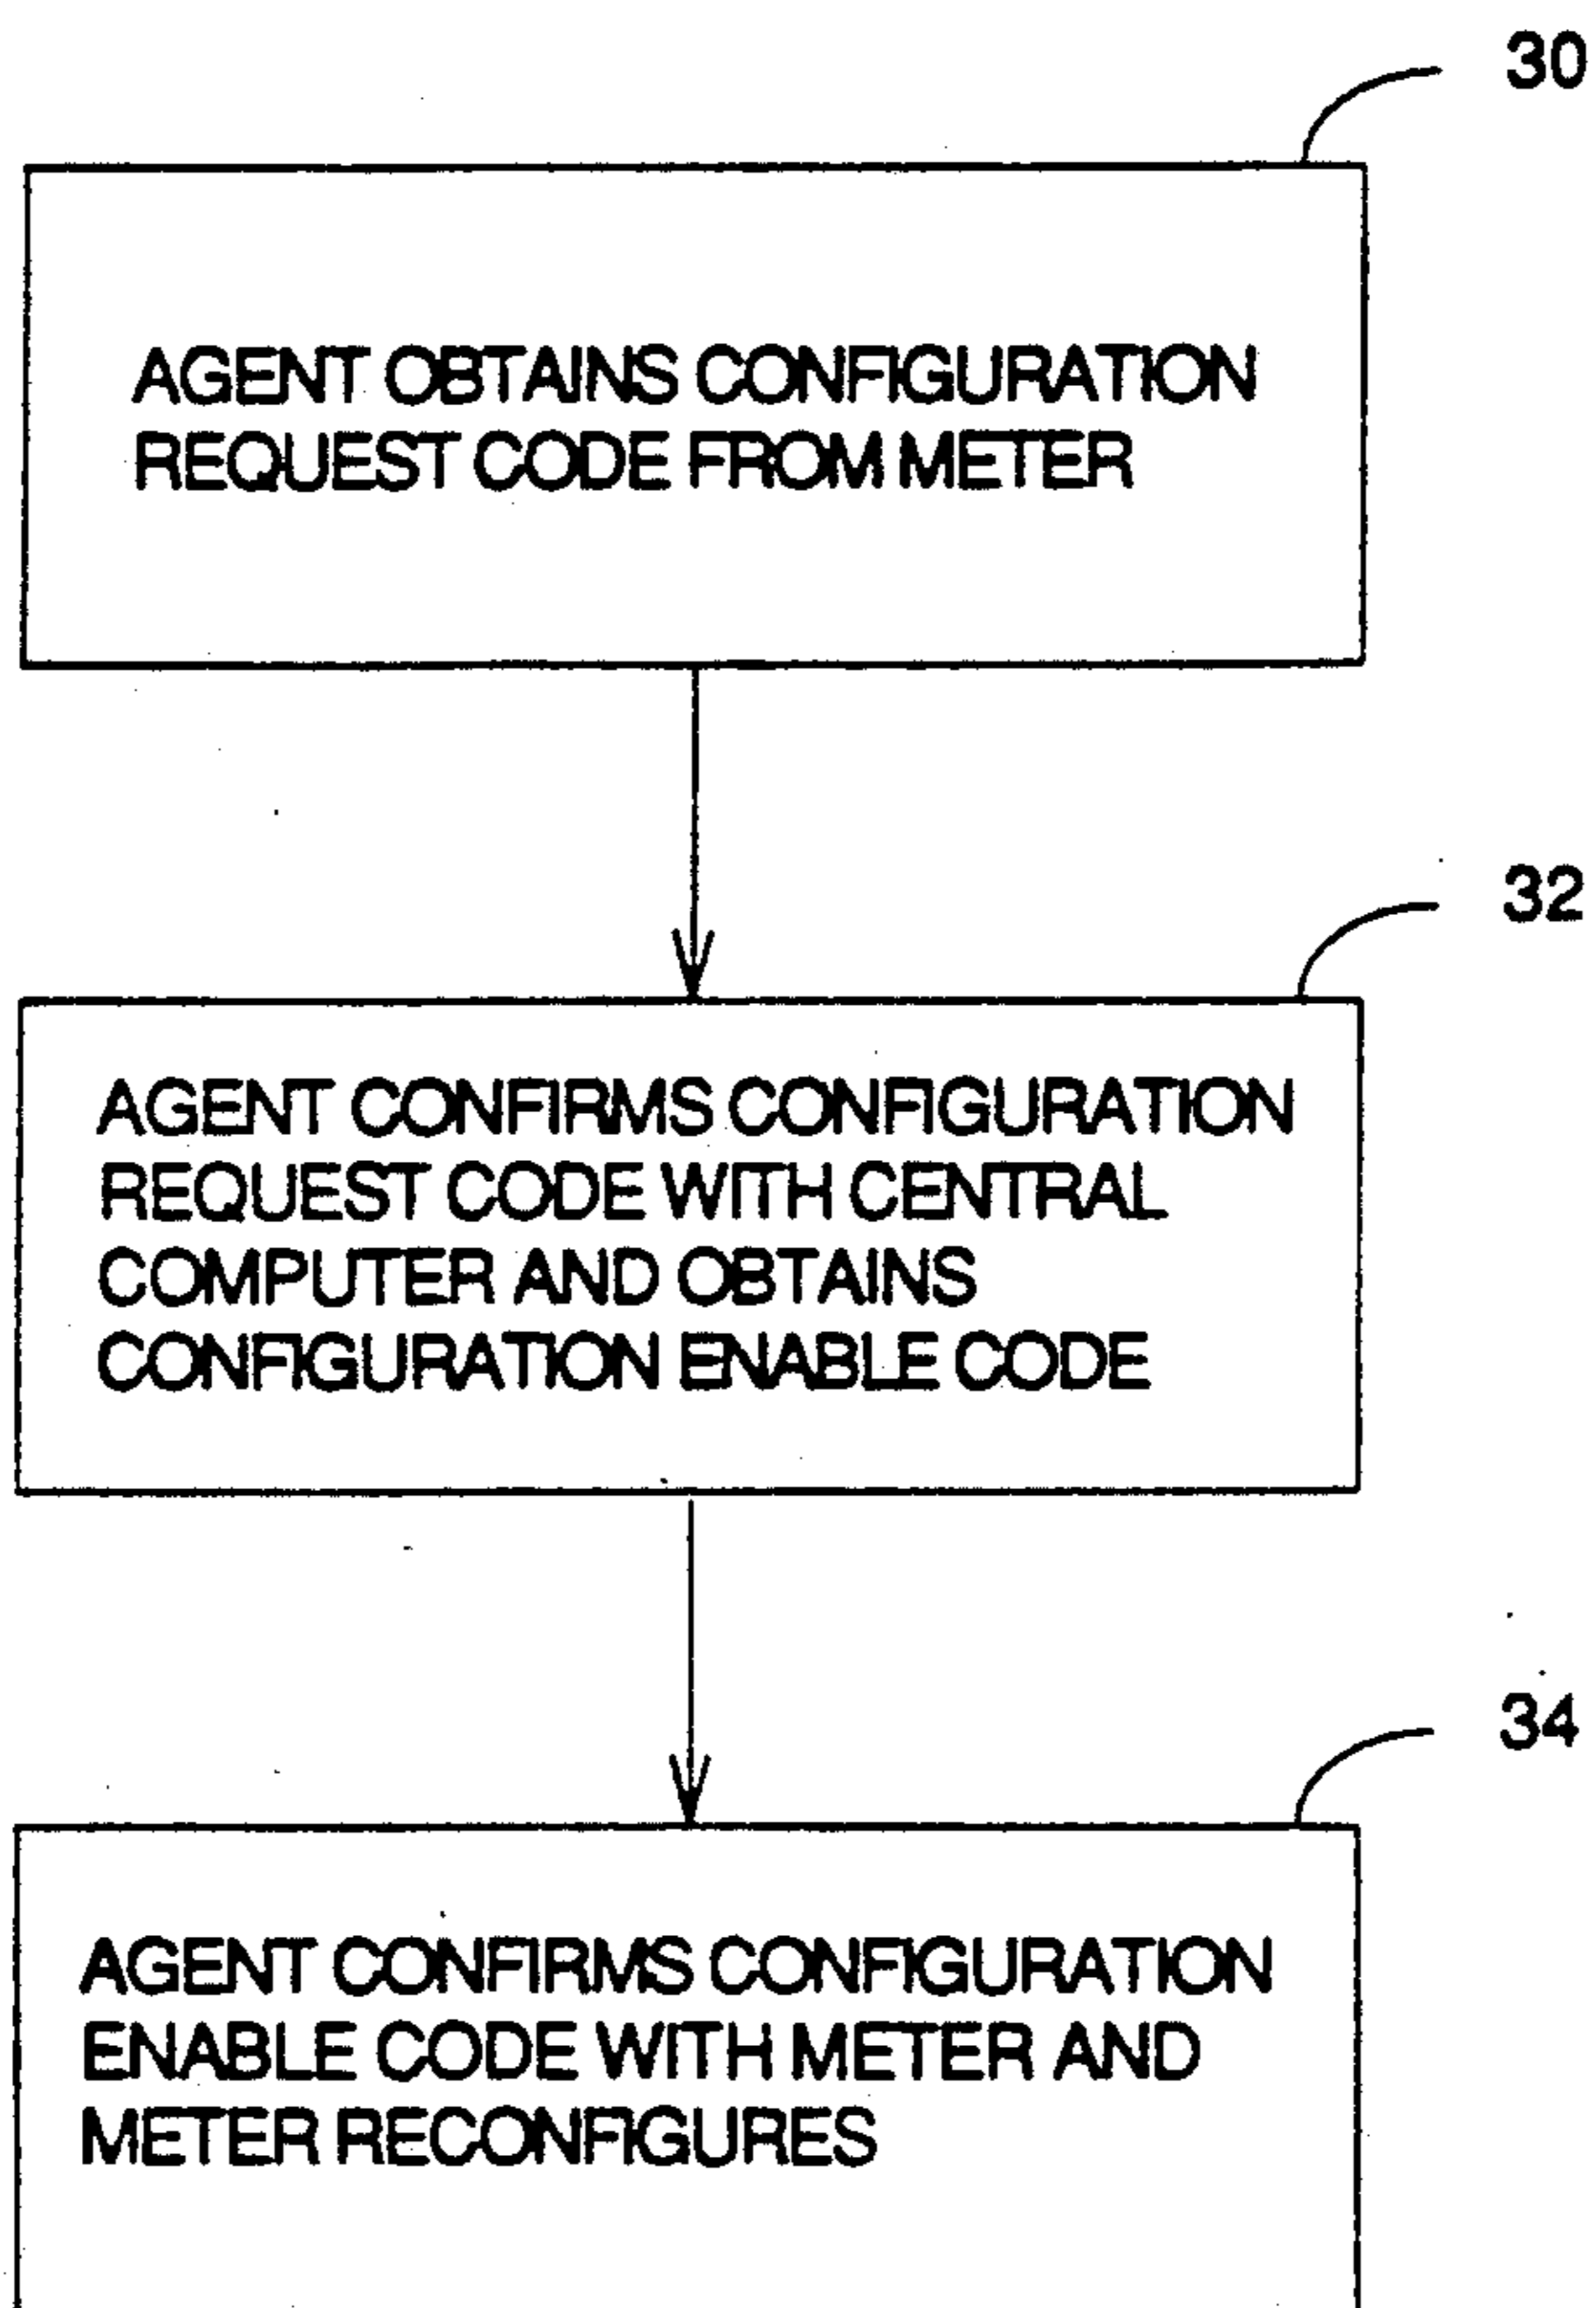 30
AGENT OBTAINS CONFIGURATION
REQUEST CODE FROM METER
32
AGENT CONFIRMS CONFIGURATION
REQUEST CODE WITH CENTRAL
COMPUTER AND OBTAINS
CONFIGURATION ENABLE CODE
34
AGENT CONFIRMS CONFIGURATION
ENABLE CODE WITH METER AND
METER RECONFIGURES